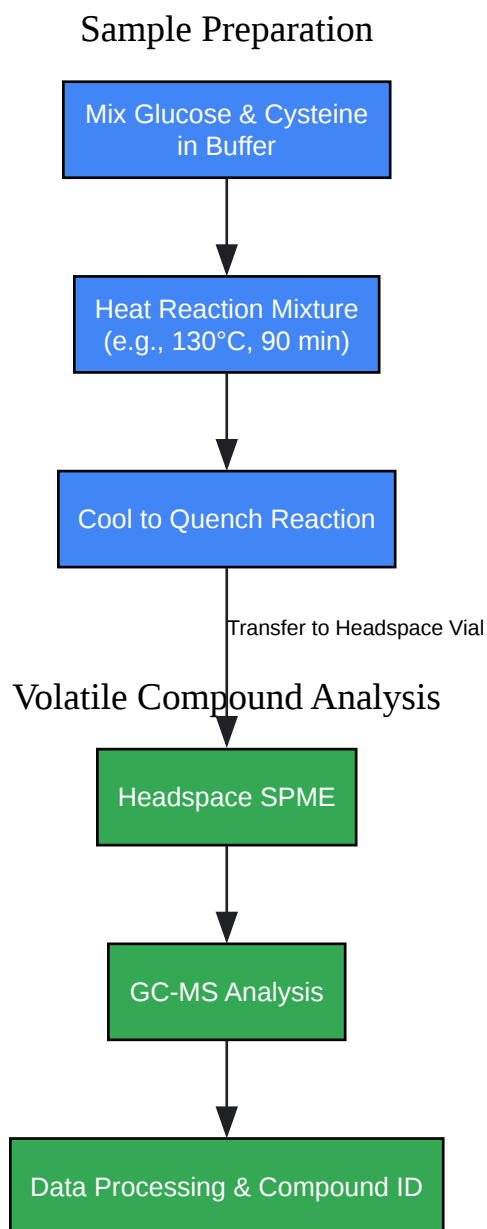 Sample Preparation
Mix Glucose & Cysteine
in Buffer
Heat Reaction Mixture
(e.g., 130°C, 90 min)
Cool to Quench Reaction
Transfer to Headspace Vial
Volatile Compound Analysis
Headspace SPME
GC-MS Analysis
Data Processing & Compound ID